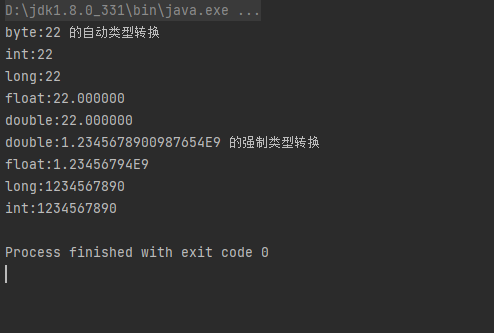 D:\jdk1.8.0_331\bin\java.exe ...
byte:22 的自动类型转换
int:22
long:22
float:22.000000
double:22.000000
double:1.2345678900987654E9 的强制类型转换
float:1.23456794E9
long:1234567890
int:1234567890
Process finished with exit code 0